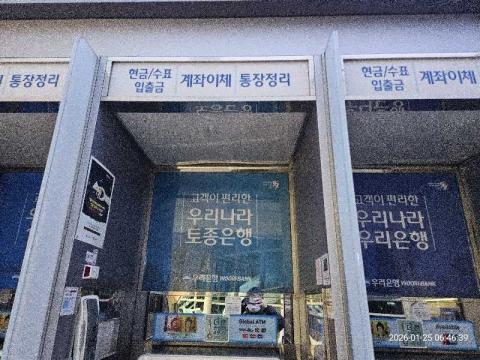 통장정리
현금/수표
입출금
계좌이체 통장정리
현금/수표
입출금
계좌이체
고객이 편리한
우리나라
토종은행
우리은행 WOORI BANK
고객이 편리한
우리나라
우리은행
우리은행 WOORI BANK
Global ATM
Available
2026-01-25 06:46:39